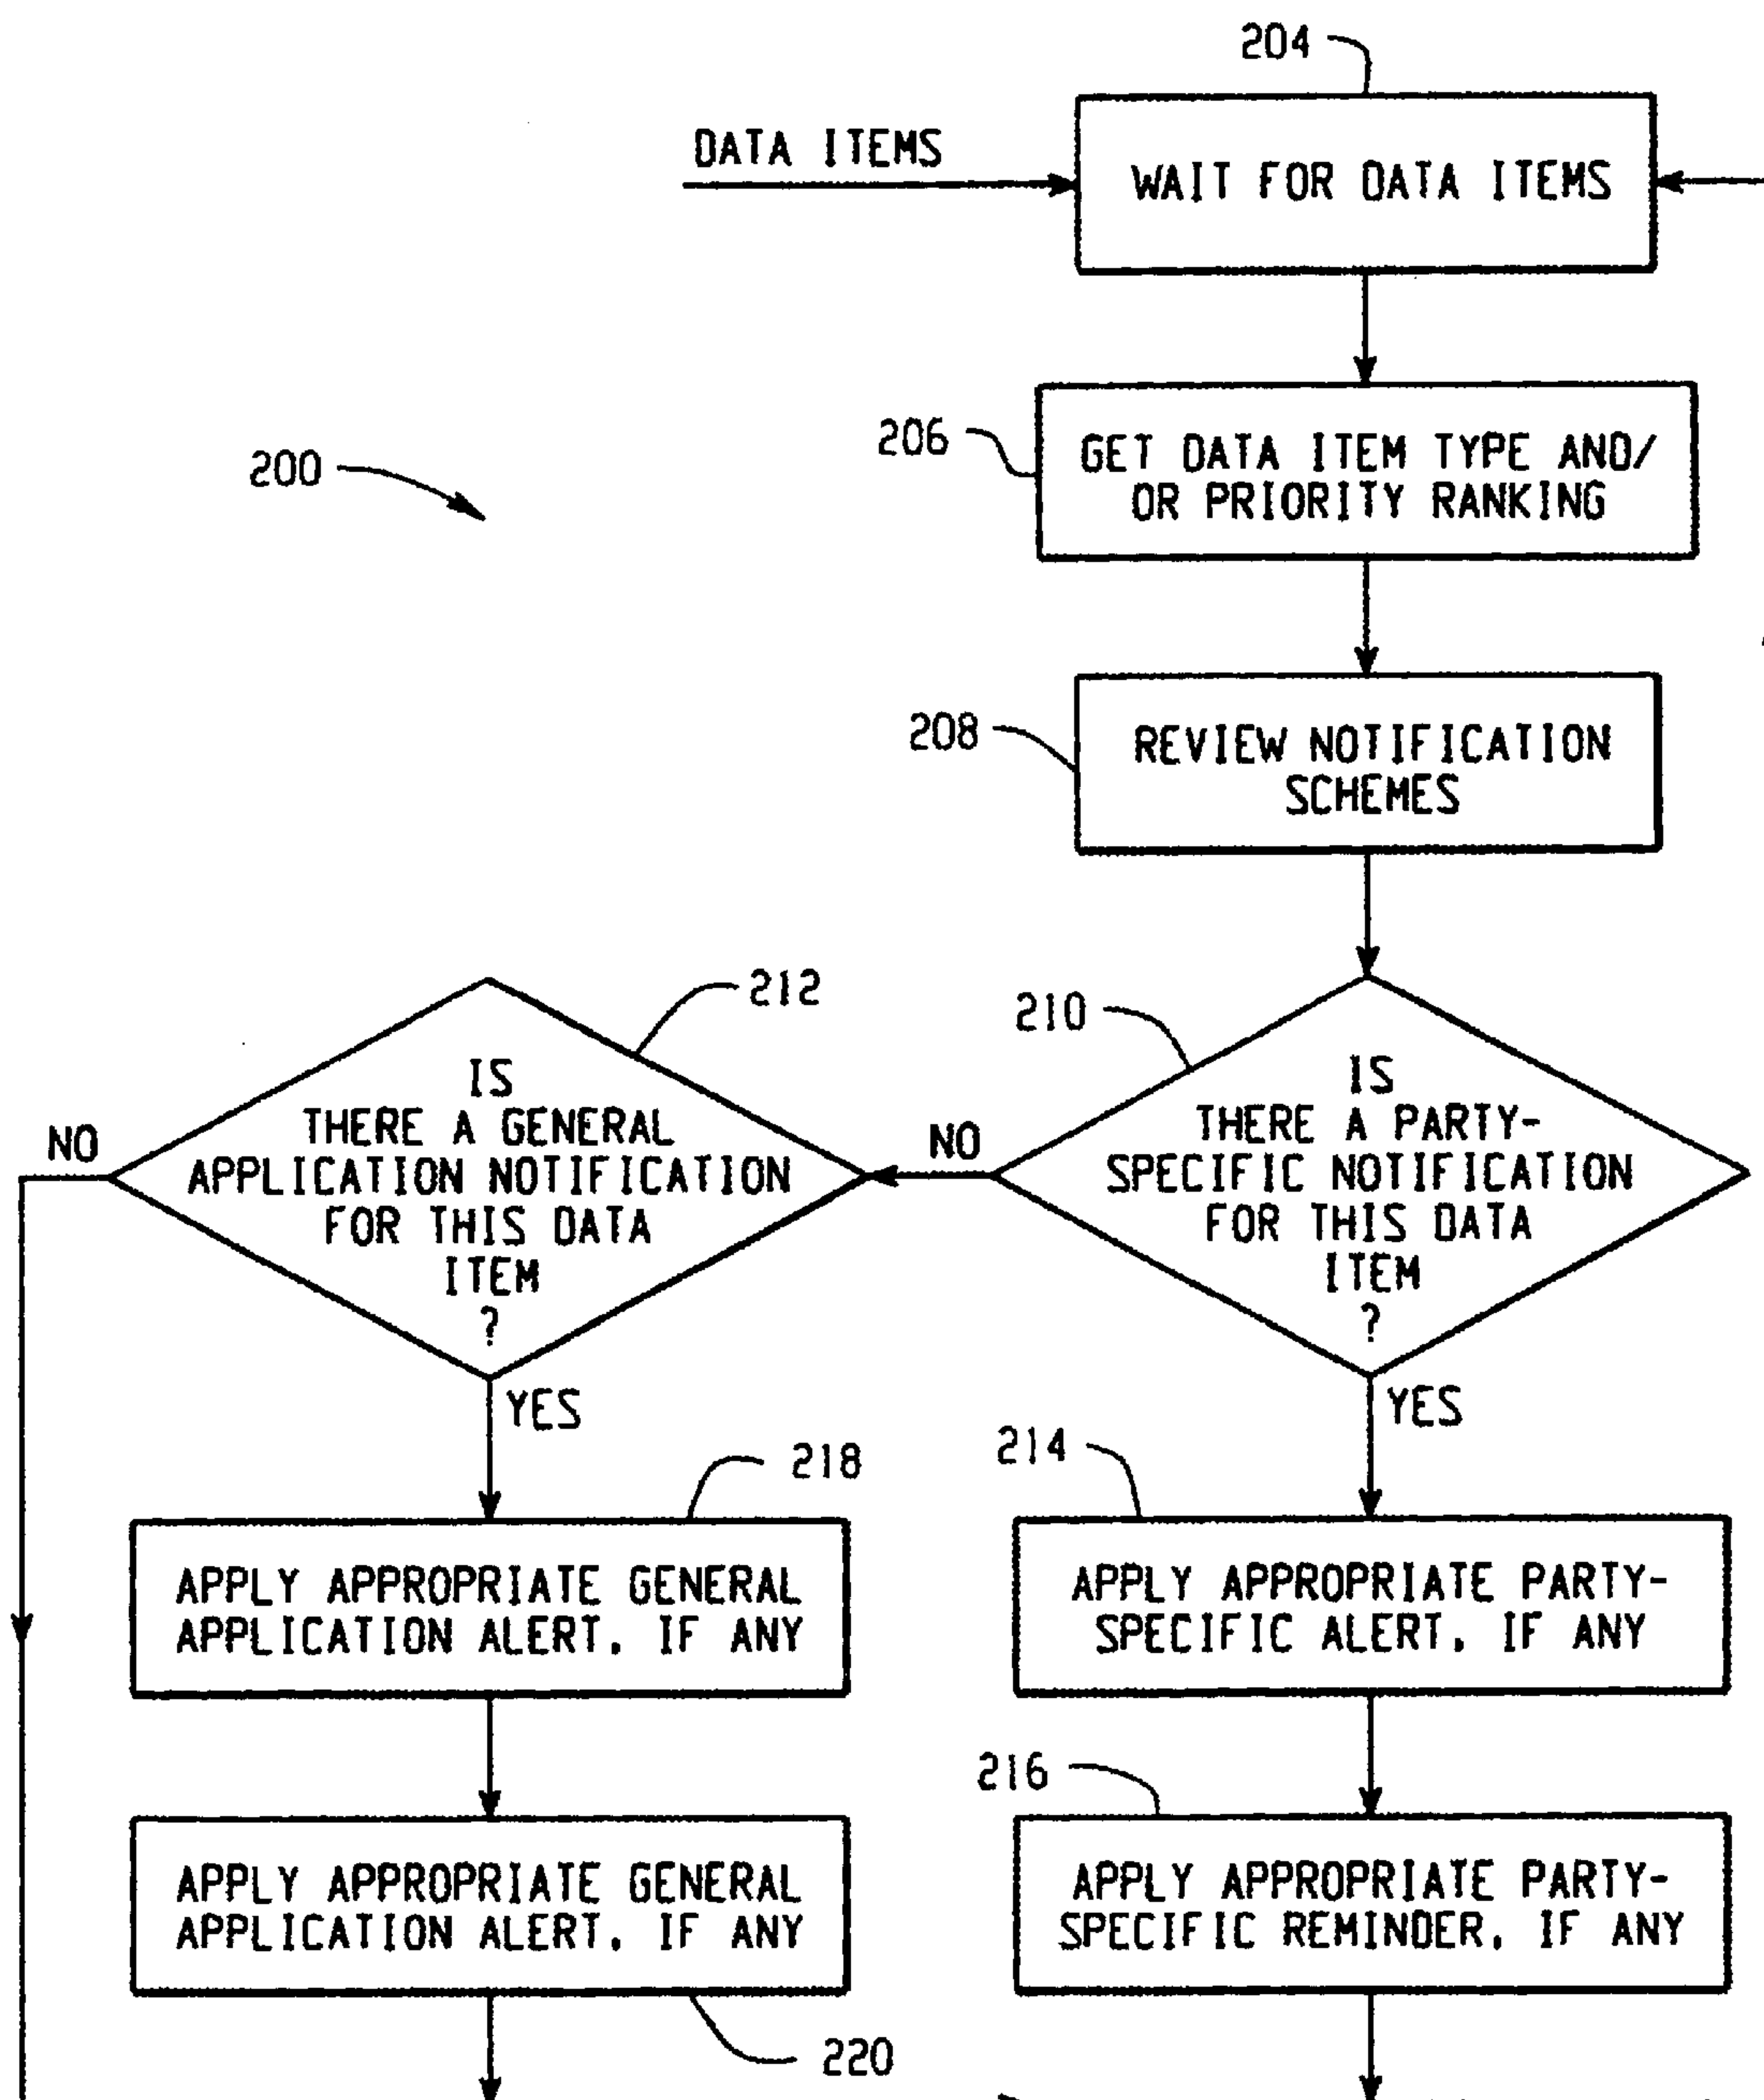 204
DATA ITEMS
WAIT FOR DATA ITEMS
206
GET DATA ITEM TYPE AND/
OR PRIORITY RANKING
200
208
REVIEW NOTIFICATION
SCHEMES
212
210
IS
THERE A GENERAL
APPLICATION NOTIFICATION
FOR THIS DATA
ITEM
?
NO
IS
THERE A PARTY-
SPECIFIC NOTIFICATION
FOR THIS DATA
ITEM
?
NO
YES
YES
218
214
APPLY APPROPRIATE GENERAL
APPLICATION ALERT, IF ANY
APPLY APPROPRIATE PARTY-
SPECIFIC ALERT, IF ANY
216
APPLY APPROPRIATE GENERAL
APPLICATION ALERT, IF ANY
APPLY APPROPRIATE PARTY-
SPECIFIC REMINDER, IF ANY
220